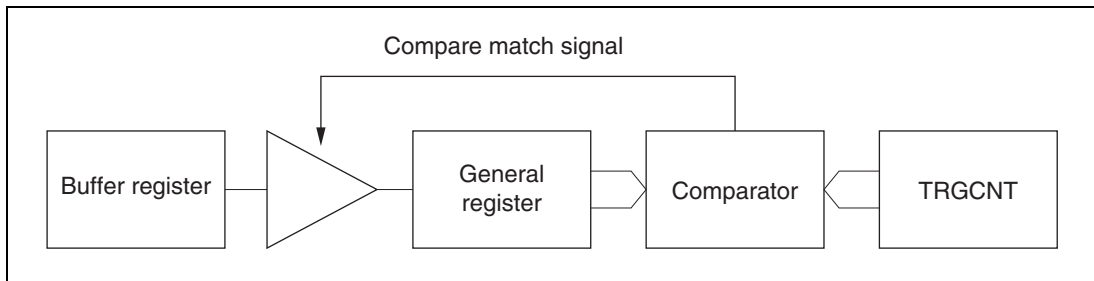 Compare match signal
Buffer register
General
register
Comparator
TRGCNT